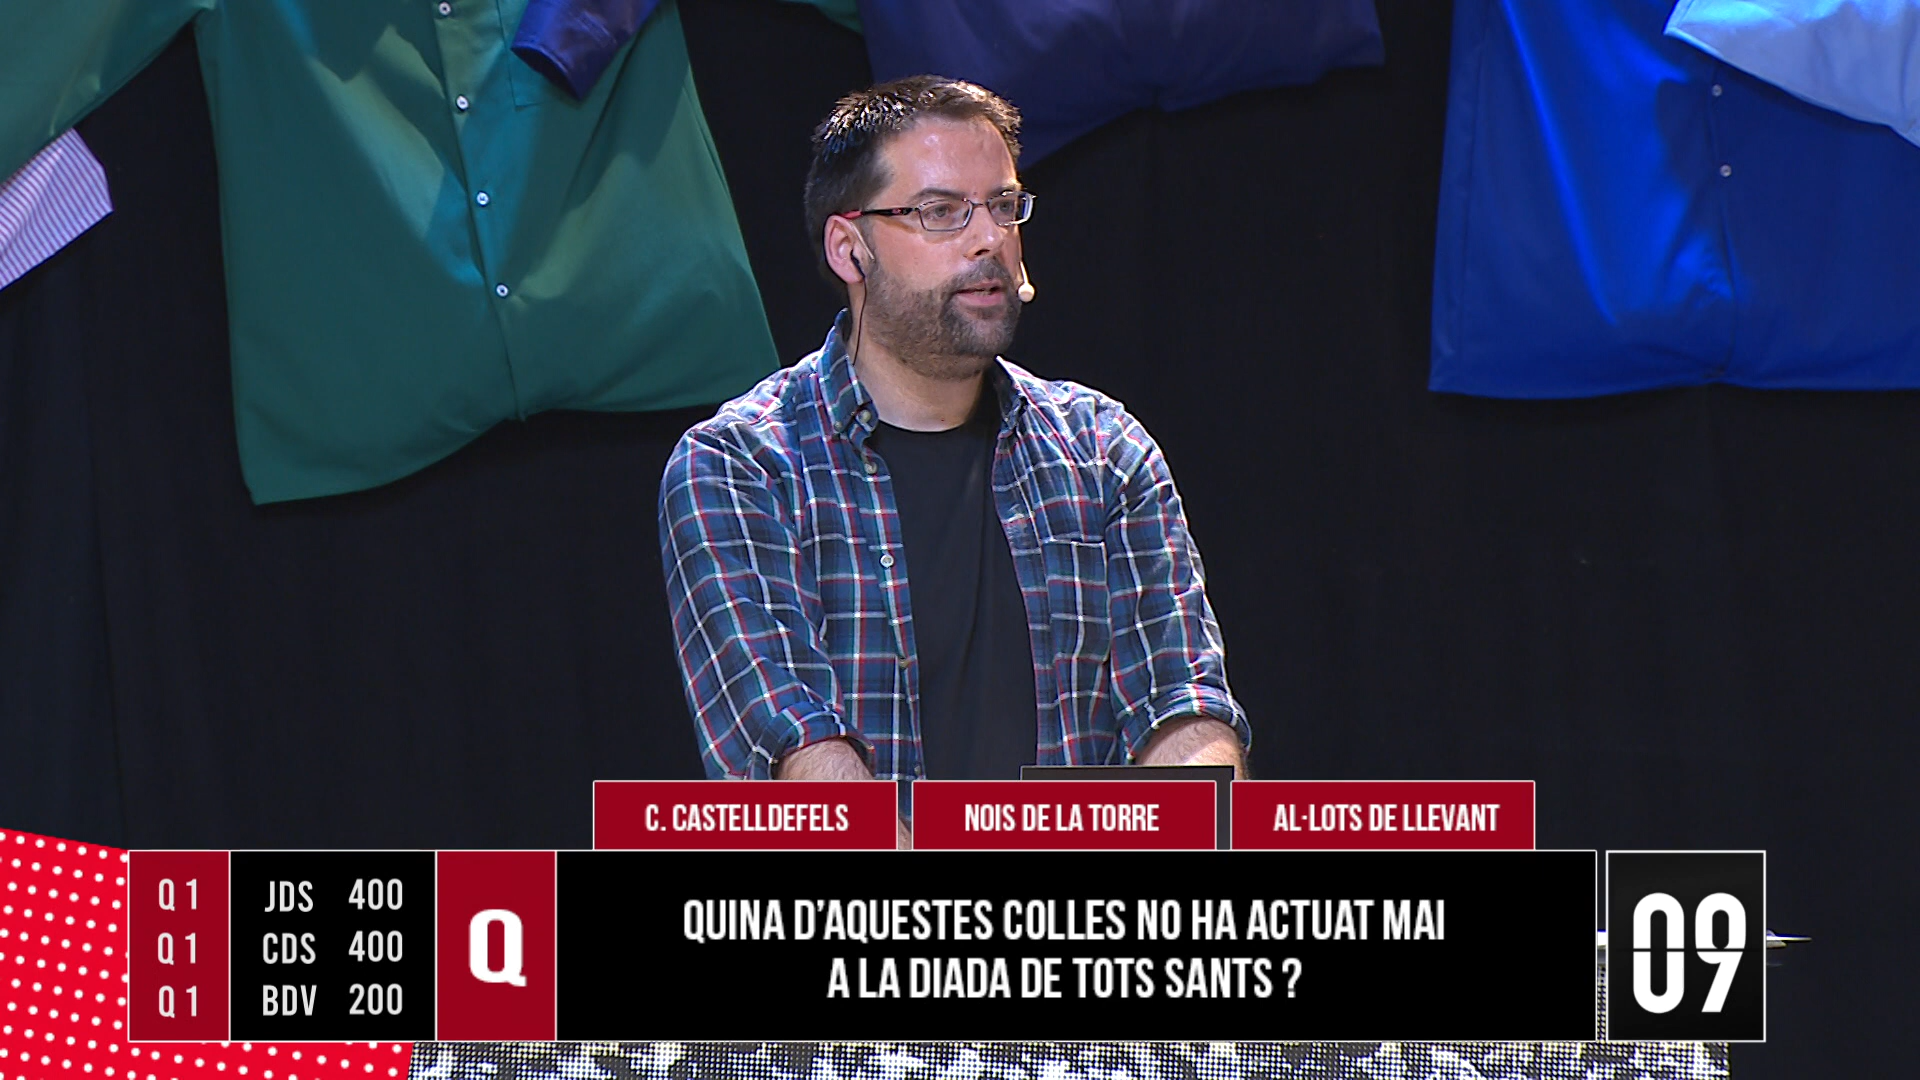 C. CASTELLDEFELS
NOIS DE LA TORRE
AL·LOTS DE LLEVANT
Q 1 JDS 400
Q 1 CDS 400
Q 1 BDV 200
Q
QUINA D'AQUESTES COLLES NO HA ACTUAT MAI
A LA DIADA DE TOTS SANTS ?
09